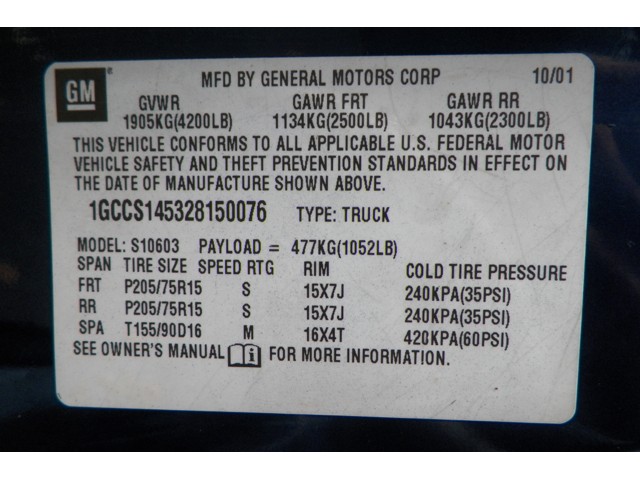 GM
MFD BY GENERAL MOTORS CORP 10/01
GVWR GAWR FRT GAWR RR
1905KG(4200LB) 1134KG(2500LB) 1043KG(2300LB)
THIS VEHICLE CONFORMS TO ALL APPLICABLE U.S. FEDERAL MOTOR
VEHICLE SAFETY AND THEFT PREVENTION STANDARDS IN EFFECT ON
THE DATE OF MANUFACTURE SHOWN ABOVE.
1GCCS145328150076 TYPE: TRUCK
MODEL: S10603 PAYLOAD = 477KG(1052LB)
SPAN TIRE SIZE SPEED RTG RIM COLD TIRE PRESSURE
FRT P205/75R15 S 15X7J 240KPA(35PSI)
RR P205/75R15 S 15X7J 240KPA(35PSI)
SPA T155/90D16 M 16X4T 420KPA(60PSI)
SEE OWNER'S MANUAL i FOR MORE INFORMATION.